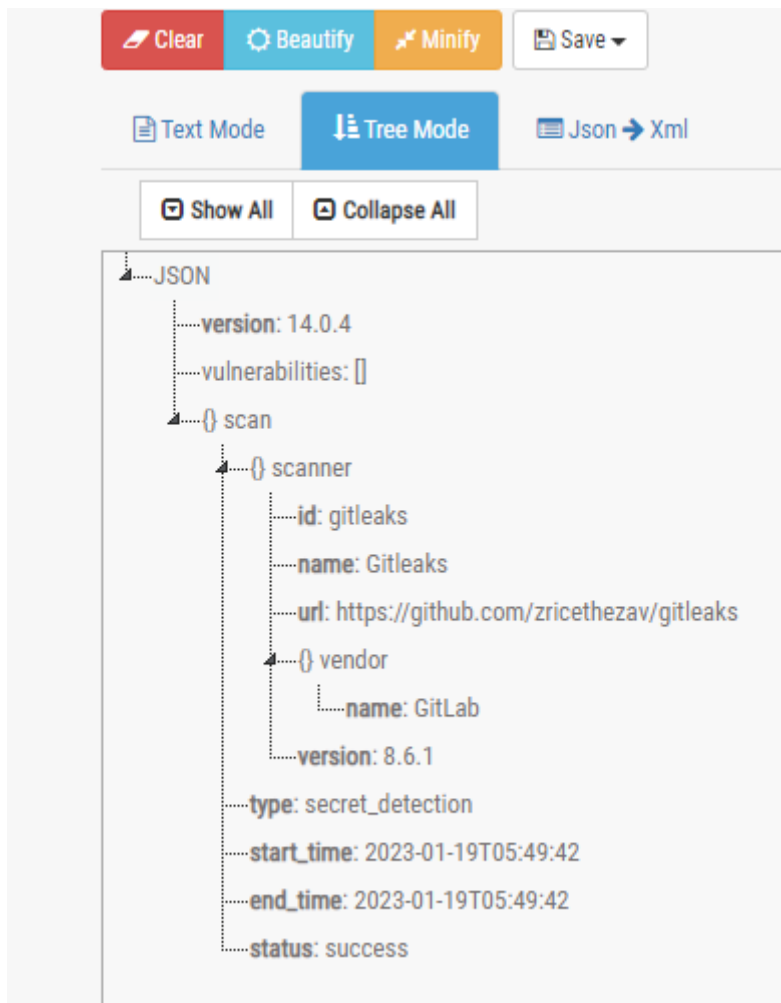 Clear Beautify Minify Save
Text Mode Tree Mode Json Xml
Show All Collapse All
JSON
version: 14.0.4
vulnerabilities: []
{} scan
{} scanner
id: gitleaks
name: Gitleaks
url: https://github.com/zricethezav/gitleaks
{} vendor
name: GitLab
version: 8.6.1
type: secret_detection
start_time: 2023-01-19T05:49:42
end_time: 2023-01-19T05:49:42
status: success